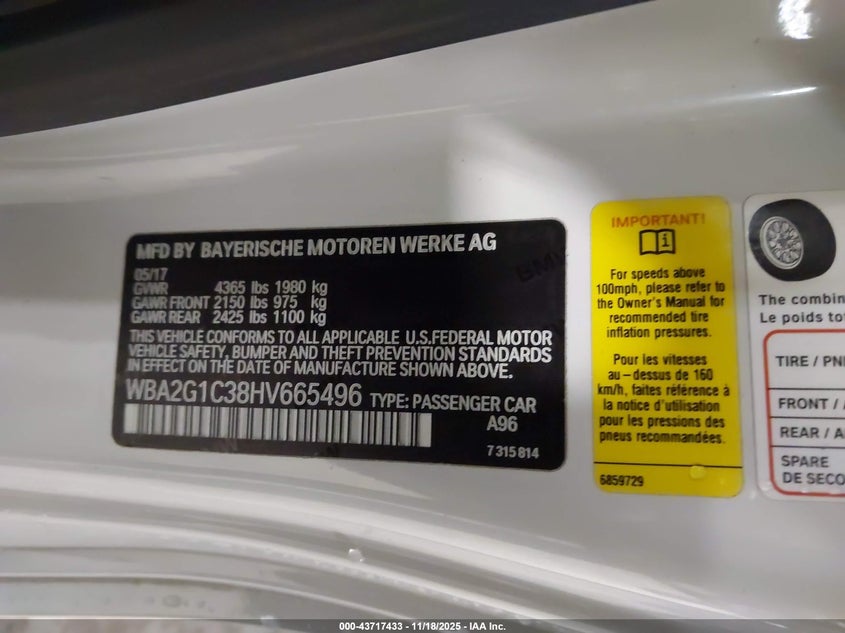 MFD BY BAYERISCHE MOTOREN WERKE AG
BMW
05/17
GVWR 4365 lbs 1980 kg
GAWR FRONT 2150 lbs 975 kg
GAWR REAR 2425 lbs 1100 kg
THIS VEHICLE CONFORMS TO ALL APPLICABLE U.S.FEDERAL MOTOR
VEHICLE SAFETY, BUMPER AND THEFT PREVENTION STANDARDS
IN EFFECT ON THE DATE OF MANUFACTURE SHOWN ABOVE.
WBA2G1C38HV665496 TYPE: PASSENGER CAR
A96
7 315 814
IMPORTANT!
For speeds above
100mph, please refer to
the Owner's Manual for
recommended tire
inflation pressures.
Pour les vitesses
au – dessus de 160
km/h, faites référence à
la notice d'utilisation
pour les pressions des
pneus recommandées.
6859729
The combin
Le poids tot
TIRE / PNE
FRONT / A
REAR / AR
SPARE
DE SECO
000-43717433 - 11/18/2025 - IAA Inc.